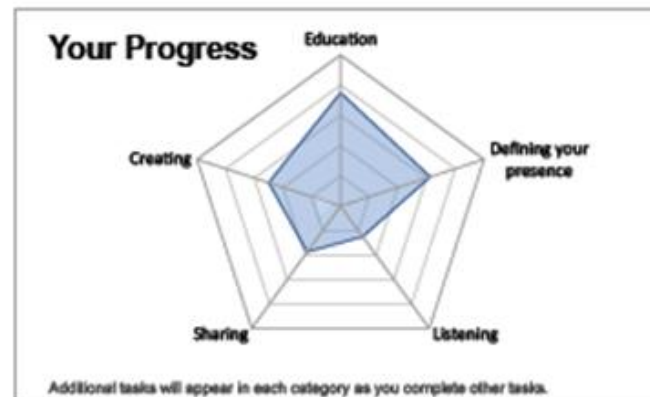 Your Progress
Education
Creating
Defining your
presence
Sharing
Listening
Additional tasks will appear in each category as you complete other tasks.